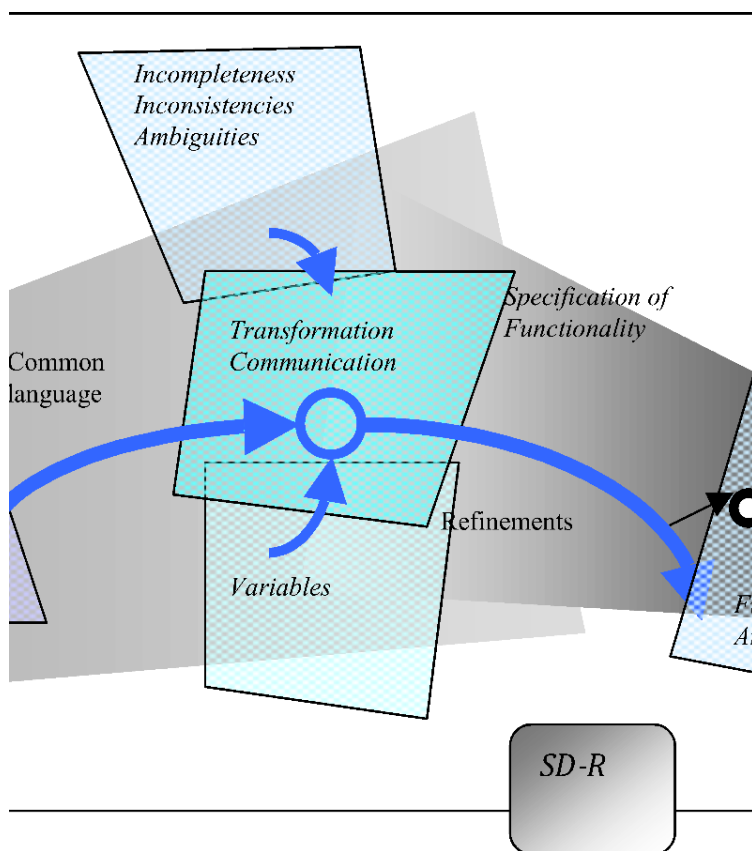 Incompleteness
Inconsistencies
Ambiguities
Specification of
Functionality
Transformation
Communication
Common
language
Refinements
Variables
SD-R